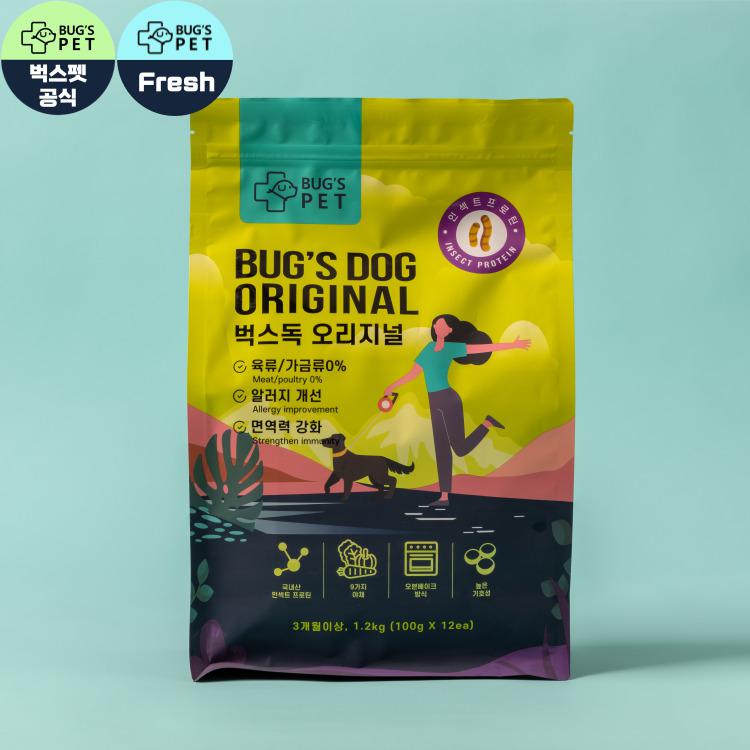 BUG'S
PET
벅스펫
공식
BUG'S
PET
Fresh
BUG'S
PET
인섹트프로틴
INSECT PROTEIN
BUG'S DOG
ORIGINAL
벅스독 오리지널
육류/가금류0%
Meat/poultry 0%
알러지 개선
Allergy improvement
면역력 강화
Strengthen immunity
국내산
인섹트 프로틴
9가지
야채
오븐베이크
방식
높은
기호성
3개월이상, 1.2kg (100g X 12ea)